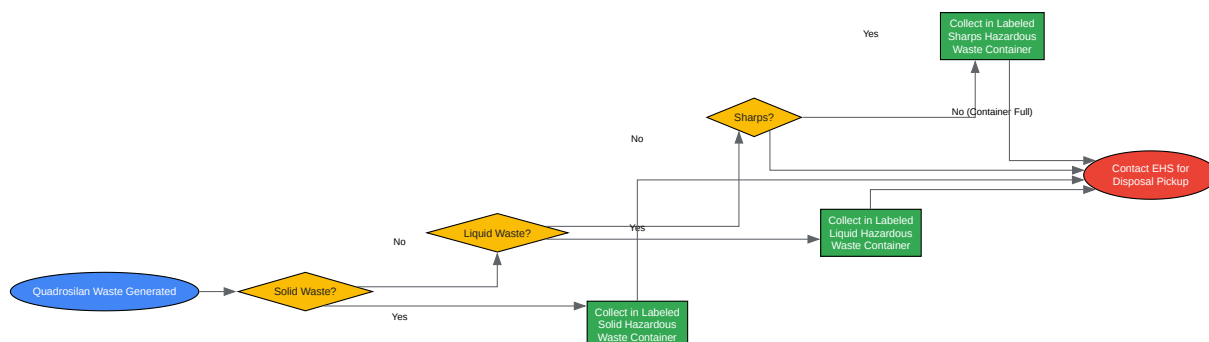 Quadrosilan Waste Generated
Solid Waste?
No
Yes
Collect in Labeled
Solid Hazardous
Waste Container
Liquid Waste?
No
Yes
Collect in Labeled
Liquid Hazardous
Waste Container
Sharps?
Yes
No (Container Full)
Collect in Labeled
Sharps Hazardous
Waste Container
Contact EHS for
Disposal Pickup